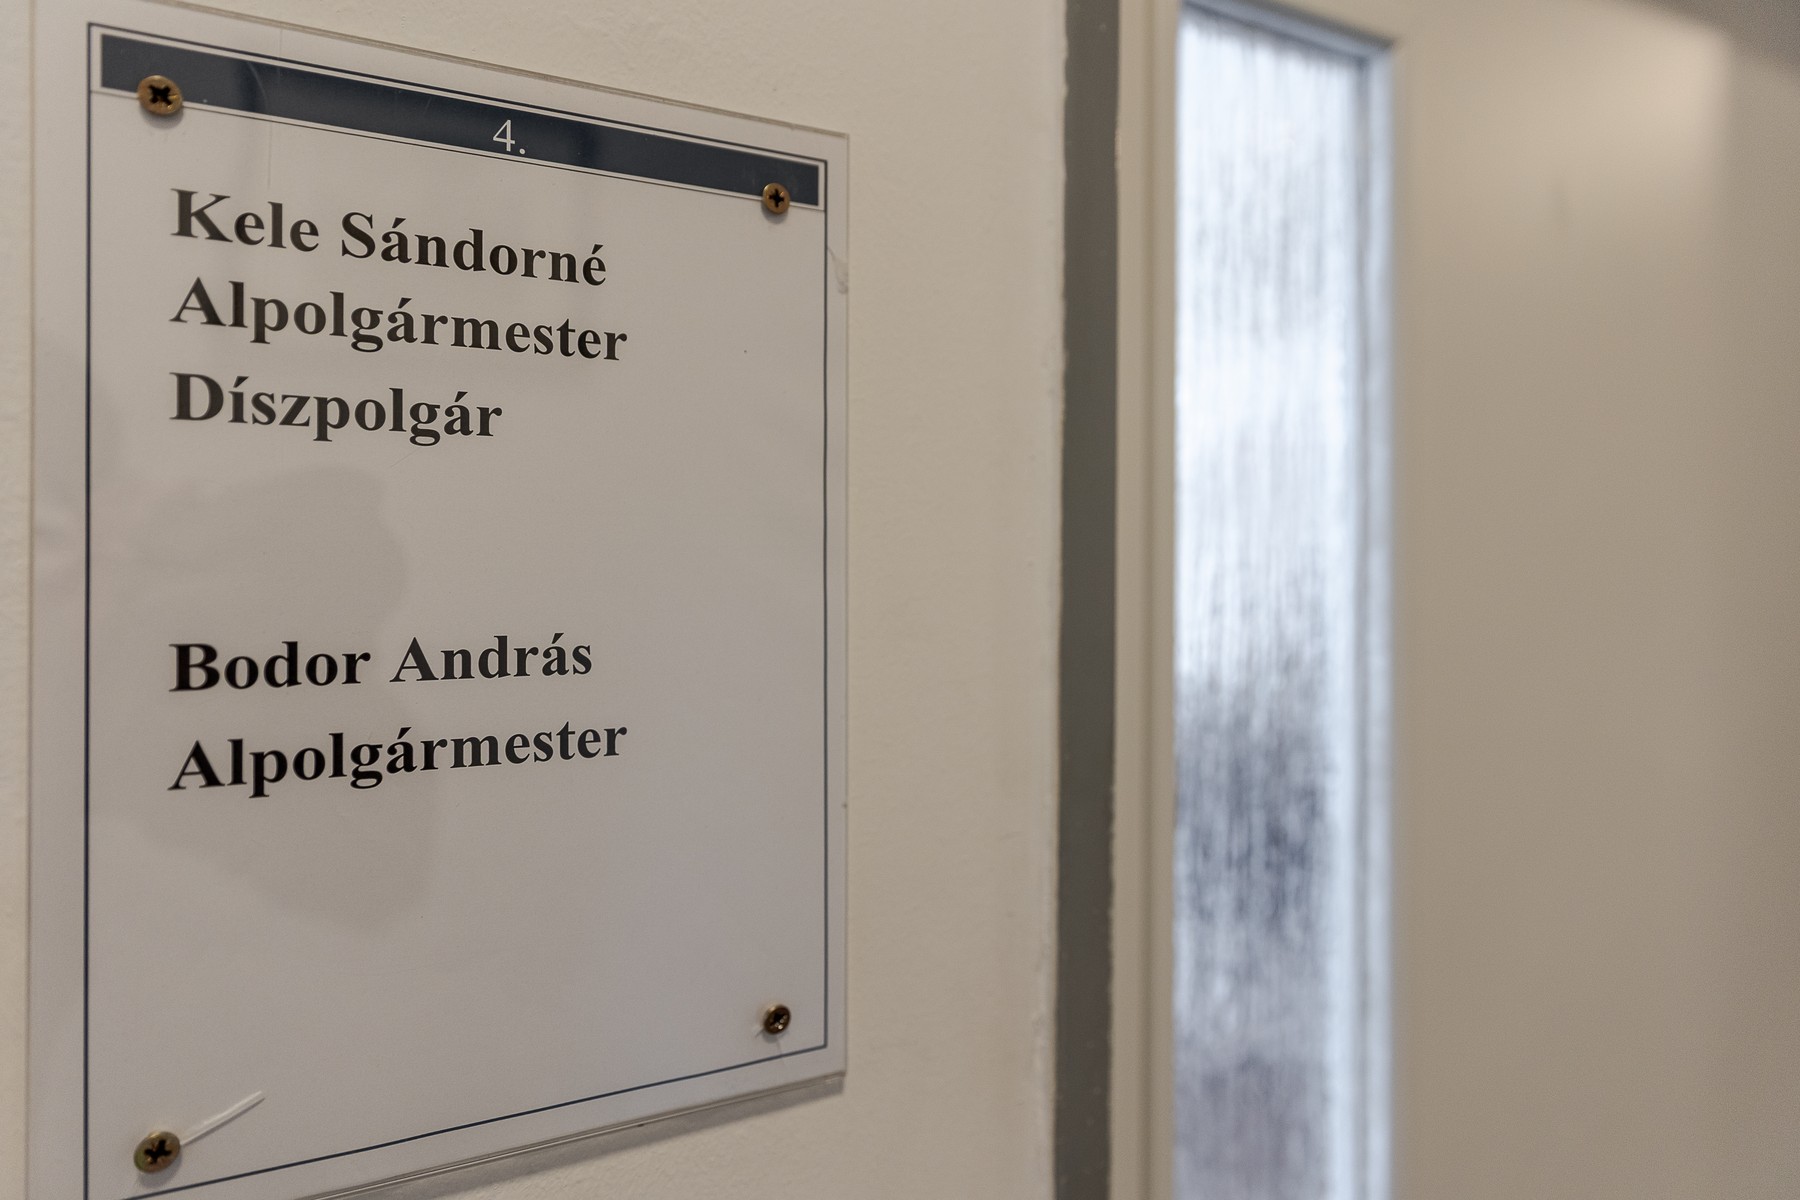 4.
Kele Sándorné
Alpolgármester
Díszpolgár
Bodor András
Alpolgármester